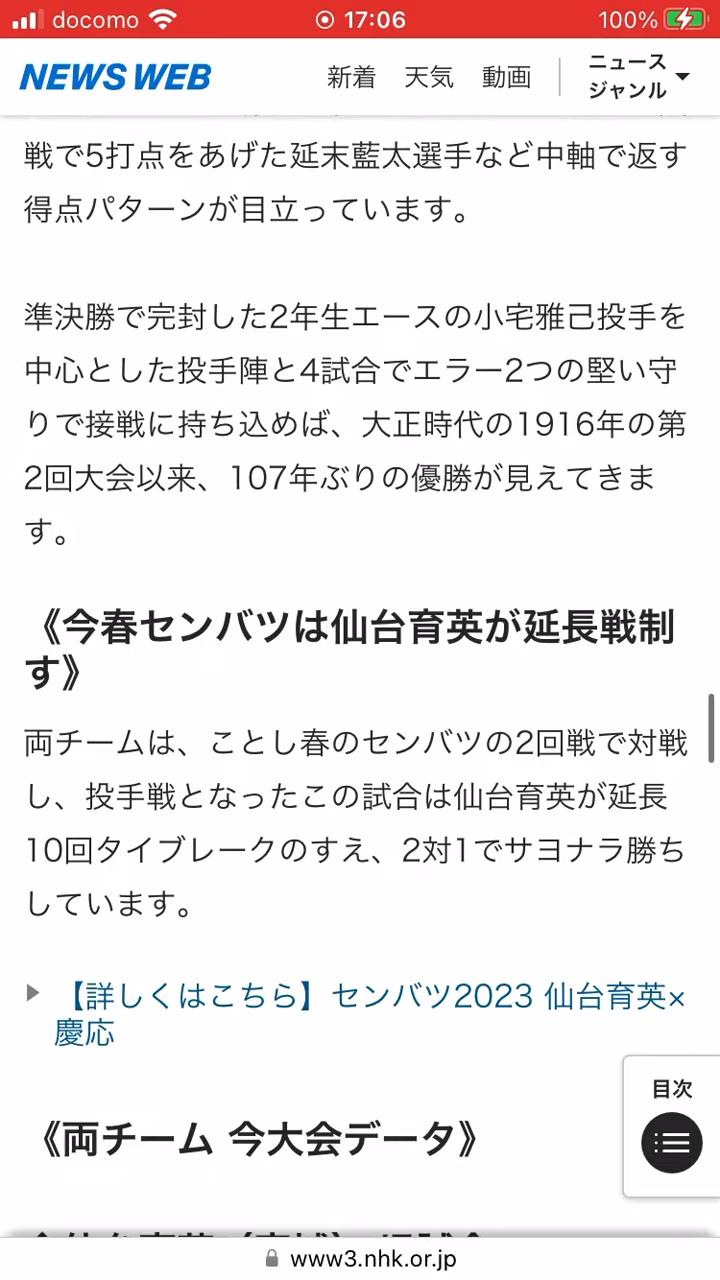 docomo 17:06 100%
NEWS WEB 新着 天気 動画 ニュース
ジャンル
戦で5打点をあげた延末藍太選手など中軸で返す
得点パターンが目立っています。
準決勝で完封した2年生エースの小宅雅己投手を
中心とした投手陣と4試合でエラー2つの堅い守
りで接戦に持ち込めば、大正時代の1916年の第
2回大会以来、107年ぶりの優勝が見えてきま
す。
《今春センバツは仙台育英が延長戦制
す》
両チームは、ことし春のセンバツの2回戦で対戦
し、投手戦となったこの試合は仙台育英が延長
10回タイブレークのすえ、2対1でサヨナラ勝ち
しています。
【詳しくはこちら】センバツ2023 仙台育英×
慶応
目次
《両チーム 今大会データ》
www3.nhk.or.jp